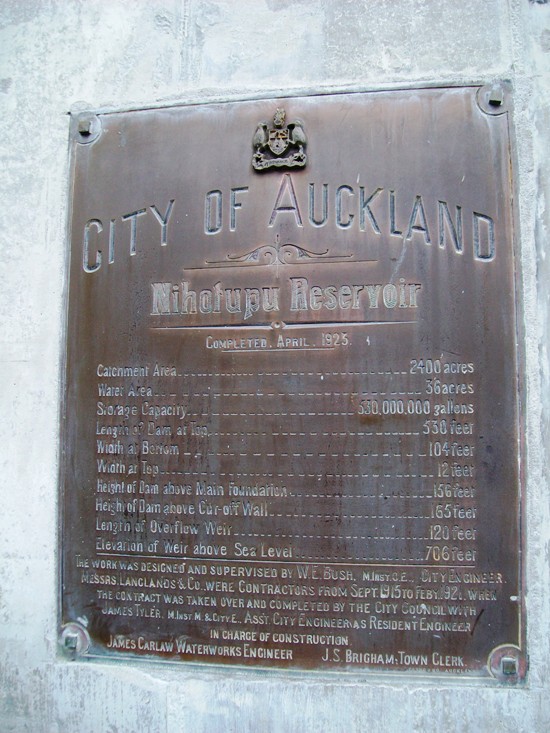 CITY OF AUCKLAND
Nihotupu Reservoir
COMPLETED. APRIL. 1923.
Catchment Area 2400 acres
Water Area 36 acres
Storage Capacity 530,000,000 gallons
Length of Dam at Top 530 feet
Width at Bottom 104 feet
Width at Top 12 feet
Height of Dam above Main Foundation 156 feet
Height of Dam above Cut-off Wall 165 feet
Length of Overflow Weir 120 feet
Elevation of Weir above Sea Level 706 feet
THE WORK WAS DESIGNED AND SUPERVISED BY W.E. BUSH, M.INST.C.E., CITY ENGINEER.
MESSRS. LANGLANDS & CO., WERE CONTRACTORS FROM SEPT 1915 TO FEBY. 1921. WHEN
THE CONTRACT WAS TAKEN OVER AND COMPLETED BY THE CITY COUNCIL WITH
JAMES TYLER, M.INST.M. & CTY.E., ASST. CITY ENGINEER AS RESIDENT ENGINEER
IN CHARGE OF CONSTRUCTION.
JAMES CARLAW WATERWORKS ENGINEER J.S. BRIGHAM: TOWN CLERK.